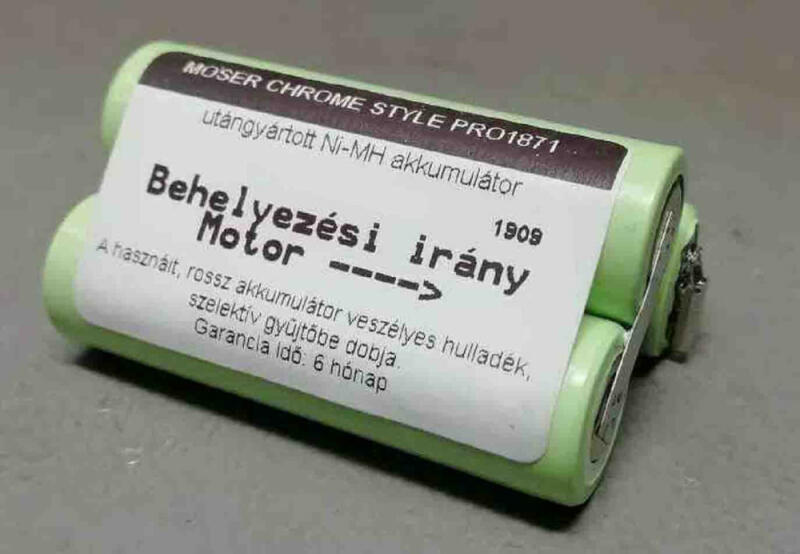 MOSER CHROME STYLE PRO1871
utángyártott Ni-MH akkumulátor
1909
Behelyezési irány
Motor ---->
A használt, rossz akkumulátor veszélyes hulladék,
szelektív gyűjtőbe dobja.
Garancia Idő: 6 hónap